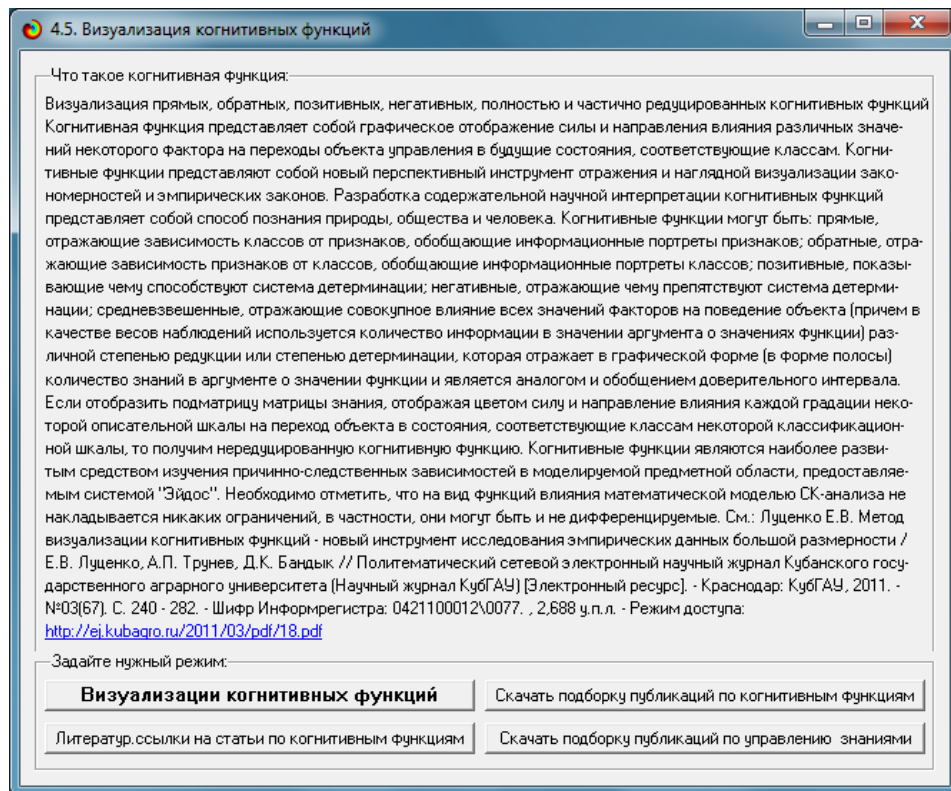 4.5. Визуализация когнитивных функций
Что такое когнитивная функция:
Визуализация прямых, обратных, позитивных, негативных, полностью и частично редуцированных когнитивных функций
Когнитивная функция представляет собой графическое отображение силы и направления влияния различных значе-
ний некоторого фактора на переходы объекта управления в будущие состояния, соответствующие классам. Когни-
тивные функции представляют собой новый перспективный инструмент отражения и наглядной визуализации зако-
номерностей и эмпирических законов. Разработка содержательной научной интерпретации когнитивных функций
представляет собой способ познания природы, общества и человека. Когнитивные функции могут быть: прямые,
отражающие зависимость классов от признаков, обобщающие информационные портреты признаков; обратные, отра-
жающие зависимость признаков от классов, обобщающие информационные портреты классов; позитивные, показы-
вающие чему способствуют система детерминации; негативные, отражающие чему препятствуют система детерми-
нации; средневзвешенные, отражающие совокупное влияние всех значений факторов на поведение объекта (причем в
качестве весов наблюдений используется количество информации в значении аргумента о значениях функции) раз-
личной степенью редукции или степенью детерминации, которая отражает в графической форме (в форме полосы)
количество знаний в аргументе о значении функции и является аналогом и обобщением доверительного интервала.
Если отобразить подматрицу матрицы знания, отображая цветом силу и направление влияния каждой градации неко-
торой описательной шкалы на переход объекта в состояния, соответствующие классам некоторой классификацион-
ной шкалы, то получим нередуцированную когнитивную функцию. Когнитивные функции являются наиболее разви-
тым средством изучения причинно-следственных зависимостей в моделируемой предметной области, предоставляе-
мым системой "Эйдос". Необходимо отметить, что на вид функций влияния математической моделью СК-анализа не
накладывается никаких ограничений, в частности, они могут быть и не дифференцируемые. См.: Луценко Е.В. Метод
визуализации когнитивных функций - новый инструмент исследования эмпирических данных большой размерности /
Е.В. Луценко, А.П. Трунев, Д.К. Бандык // Политематический сетевой электронный научный журнал Кубанского госу-
дарственного аграрного университета (Научный журнал КубГАУ) [Электронный ресурс]. - Краснодар: КубГАУ, 2011. -
№03(67). С. 240 - 282. - Шифр Информрегистра: 0421100012\0077. , 2,688 у.п.л. - Режим доступа:
http://ej.kubagro.ru/2011/03/pdf/18.pdf
Задайте нужный режим:
Визуализации когнитивных функций
Скачать подборку публикаций по когнитивным функциям
Литератур.ссылки на статьи по когнитивным функциям
Скачать подборку публикаций по управлению знаниями